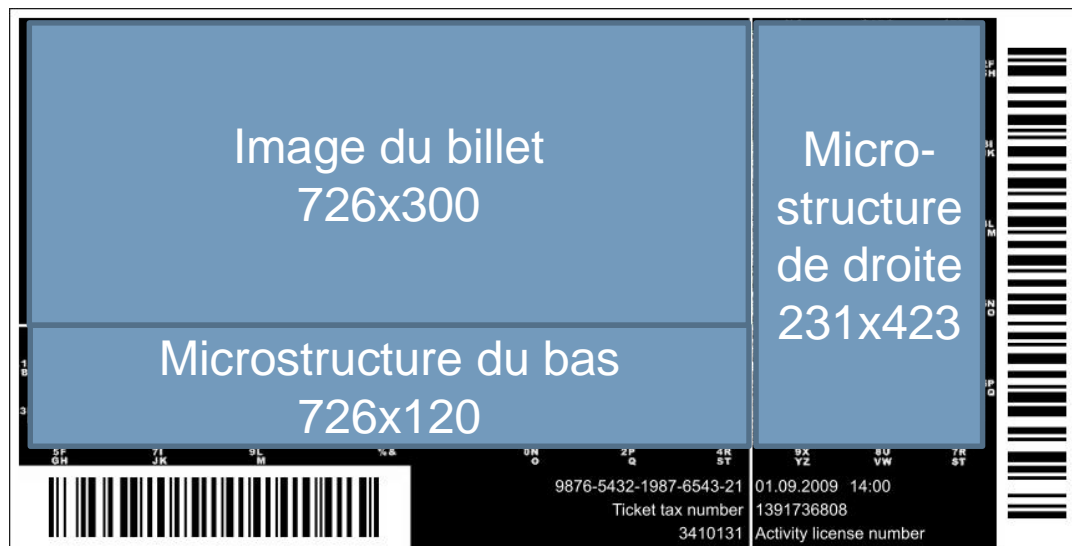 Image du billet
726x300
Micro-
structure
de droite
231x423
Microstructure du bas
726x120
5F
GH
7I
JK
9L
M
%&
0N
O
2P
Q
4R
ST
9X
YZ
8U
VW
7R
ST
9876-5432-1987-6543-21
01.09.2009 14:00
Ticket tax number
1391736808
3410131
Activity license number